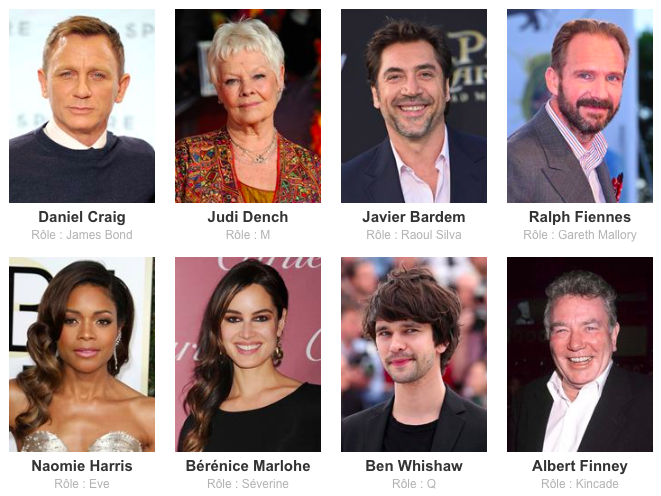 Daniel Craig
Rôle : James Bond
Judi Dench
Rôle : M
Javier Bardem
Rôle : Raoul Silva
Ralph Fiennes
Rôle : Gareth Mallory
Naomie Harris
Rôle : Eve
Bérénice Marlohe
Rôle : Séverine
Ben Whishaw
Rôle : Q
Albert Finney
Rôle : Kincade